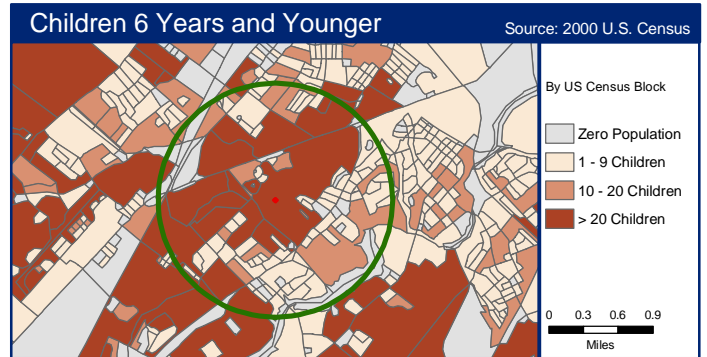 Children 6 Years and Younger
Source: 2000 U.S. Census
By US Census Block
Zero Population
1 - 9 Children
10 - 20 Children
> 20 Children
0 0.3 0.6 0.9
Miles